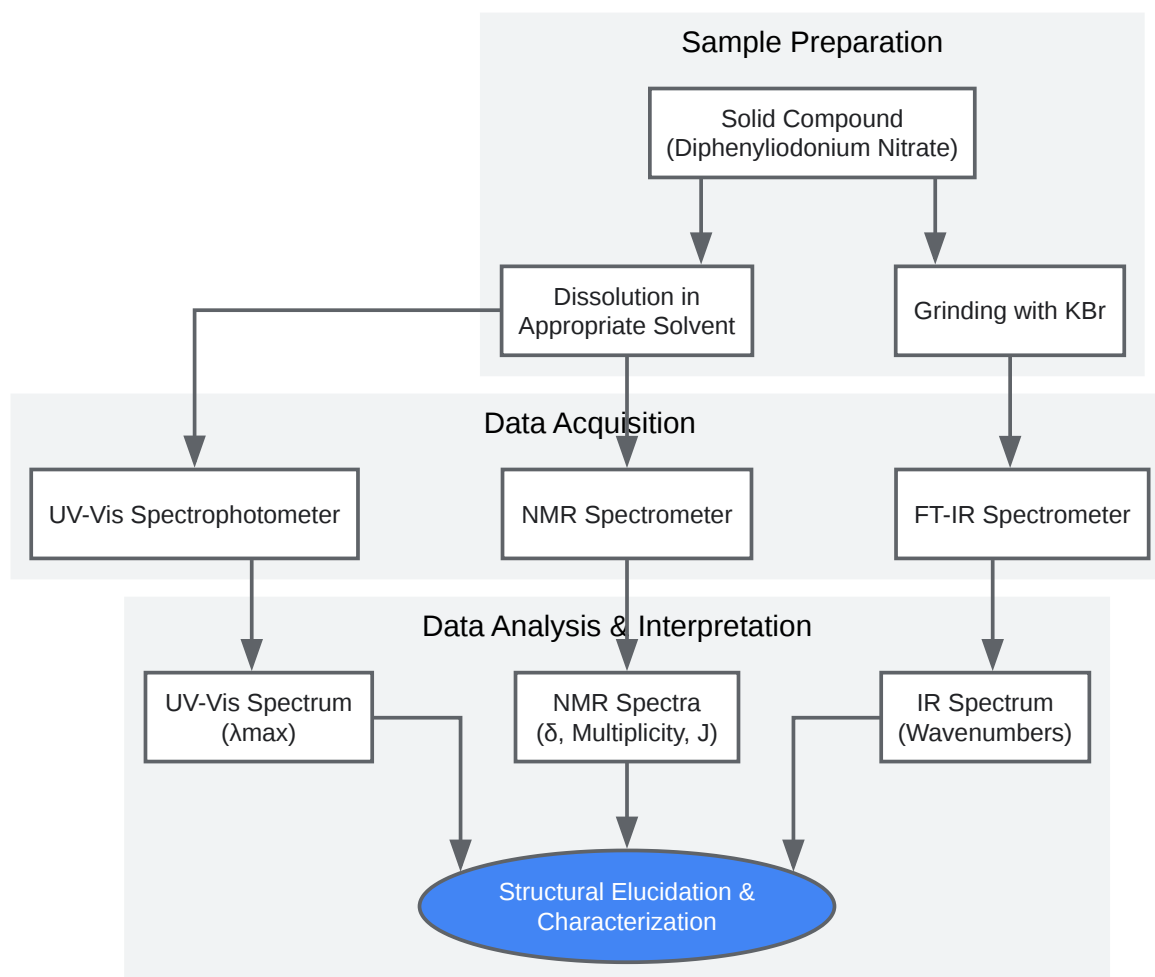 Sample Preparation
Solid Compound
(Diphenyliodonium Nitrate)
Dissolution in
Appropriate Solvent
Grinding with KBr
Data Acquisition
UV-Vis Spectrophotometer
NMR Spectrometer
FT-IR Spectrometer
Data Analysis & Interpretation
UV-Vis Spectrum
(λmax)
NMR Spectra
(δ, Multiplicity, J)
IR Spectrum
(Wavenumbers)
Structural Elucidation &
Characterization